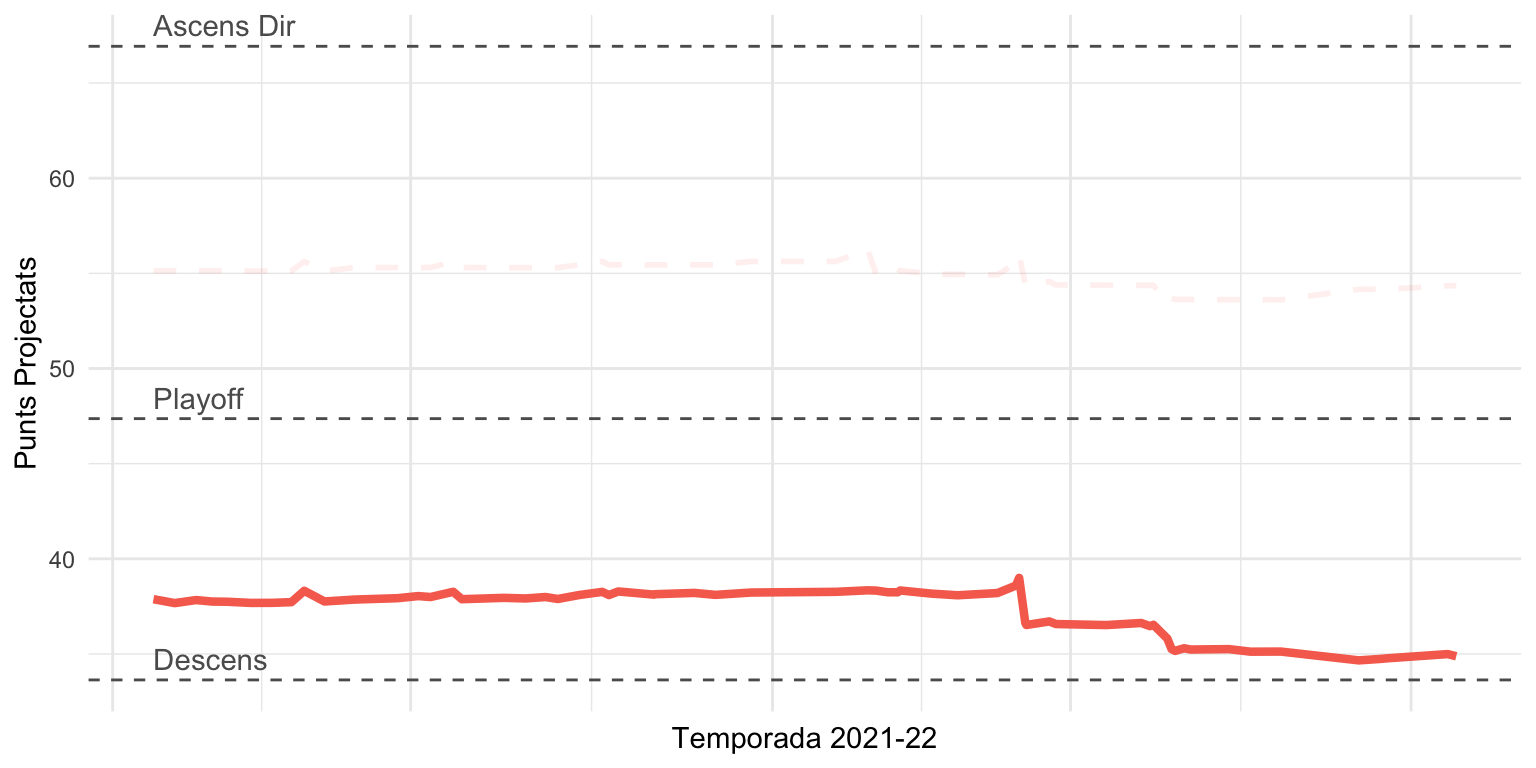 Ascens Dir
60
50
Playoff
40
Descens
Punts Projectats
Temporada 2021-22